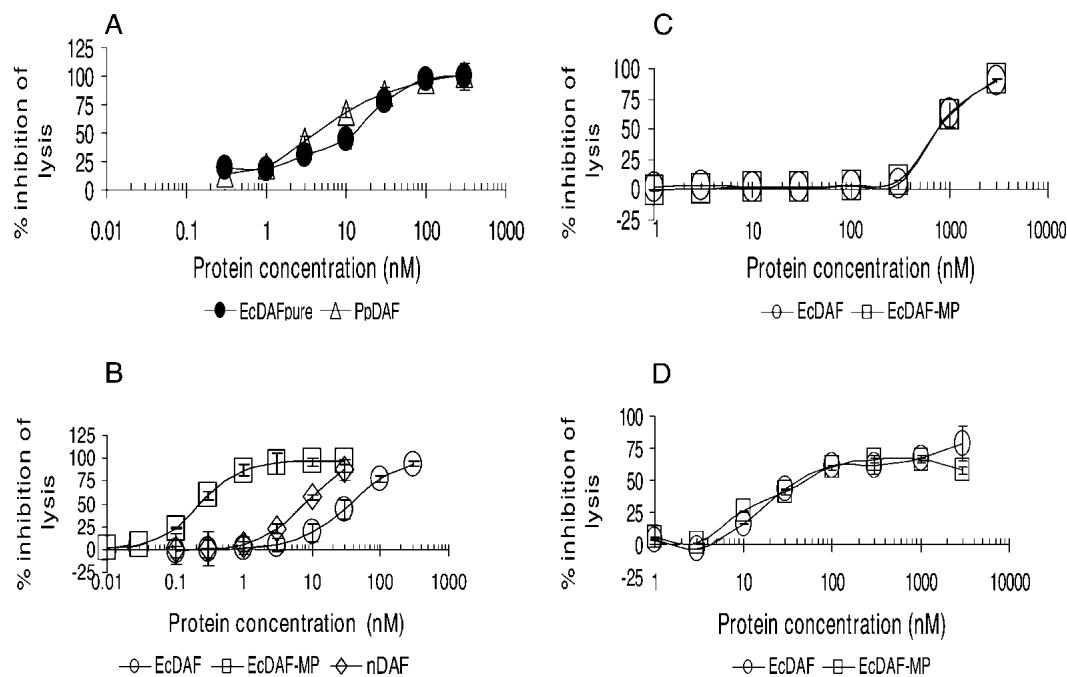 A
125
100
75
50
25
0
% inhibition of
lysis
0.01 0.1 1 10 100 1000
Protein concentration (nM)
EcDAFpure PpDAF
C
100
75
50
25
0
-25
% inhibition of
lysis
1 10 100 1000 10000
Protein concentration (nM)
EcDAF EcDAF-MP
B
125
100
75
50
25
0
-25
% inhibition of
lysis
0.01 0.1 1 10 100 1000
Protein concentration (nM)
EcDAF EcDAF-MP nDAF
D
100
75
50
25
0
-25
% inhibition of
lysis
1 10 100 1000 10000
Protein concentration (nM)
EcDAF EcDAF-MP